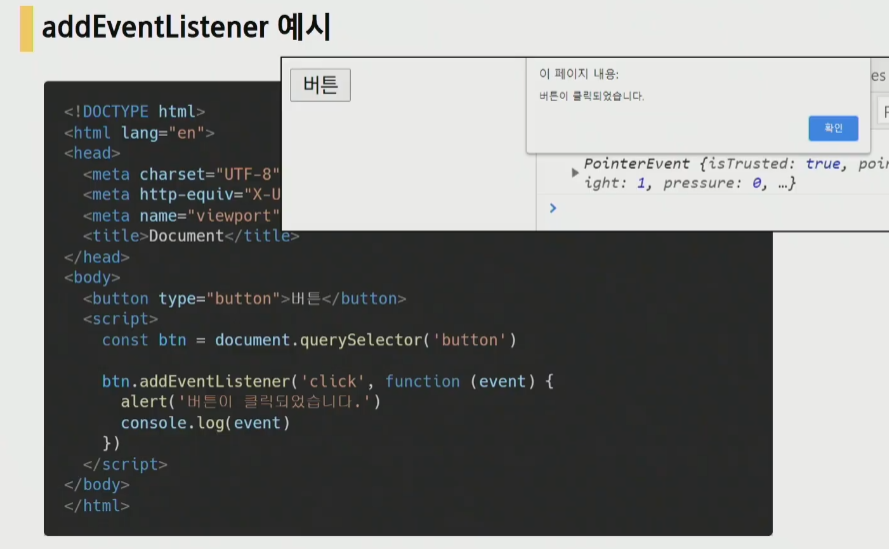 addEventListener 예시
버튼
이 페이지 내용:
버튼이 클릭되었습니다.
확인
es
PointerEvent {isTrusted: true, poin
ight: 1, pressure: 0, …}
>
<!DOCTYPE html>
<html lang="en">
<head>
<meta charset="UTF-8"
<meta http-equiv="X-U
<meta name="viewport"
<title>Document</title>
</head>
<body>
<button type="button">버튼</button>
<script>
const btn = document.querySelector('button')
btn.addEventListener('click', function (event) {
alert('버튼이 클릭되었습니다.')
console.log(event)
})
</script>
</body>
</html>